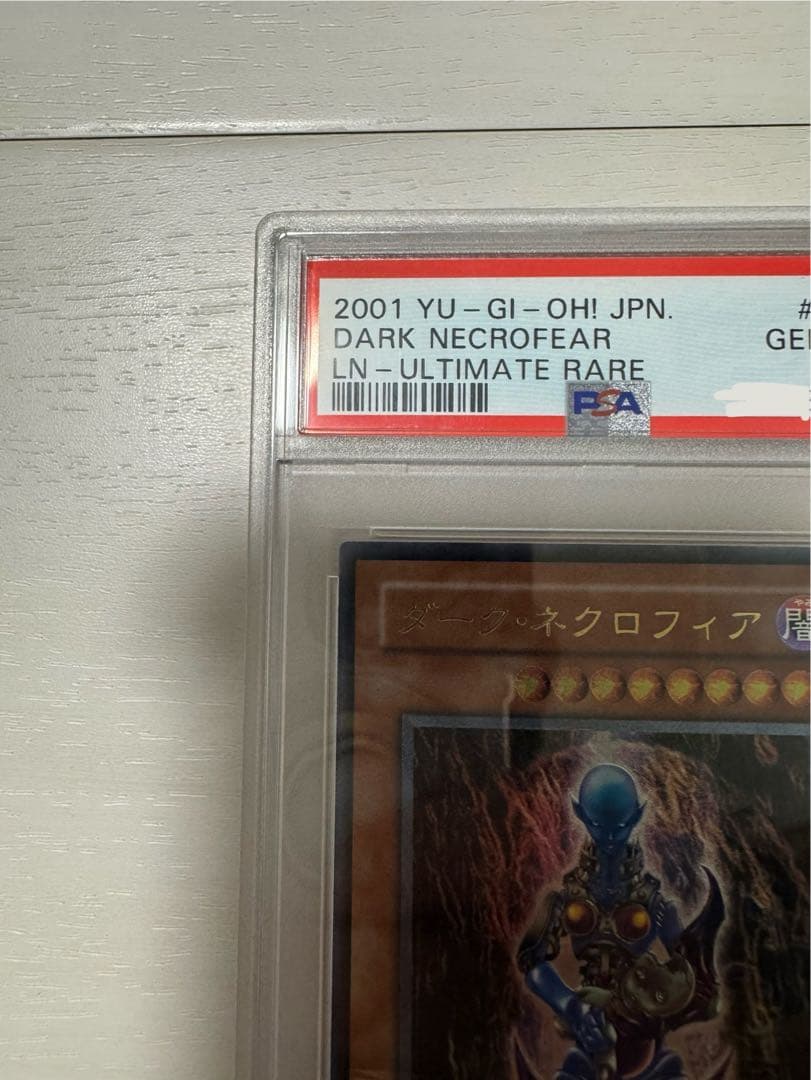 2001 YU-GI-OH! JPN. #
DARK NECROFEAR GE
LN-ULTIMATE RARE
PSA
ダーク・ネクロフィア 闇